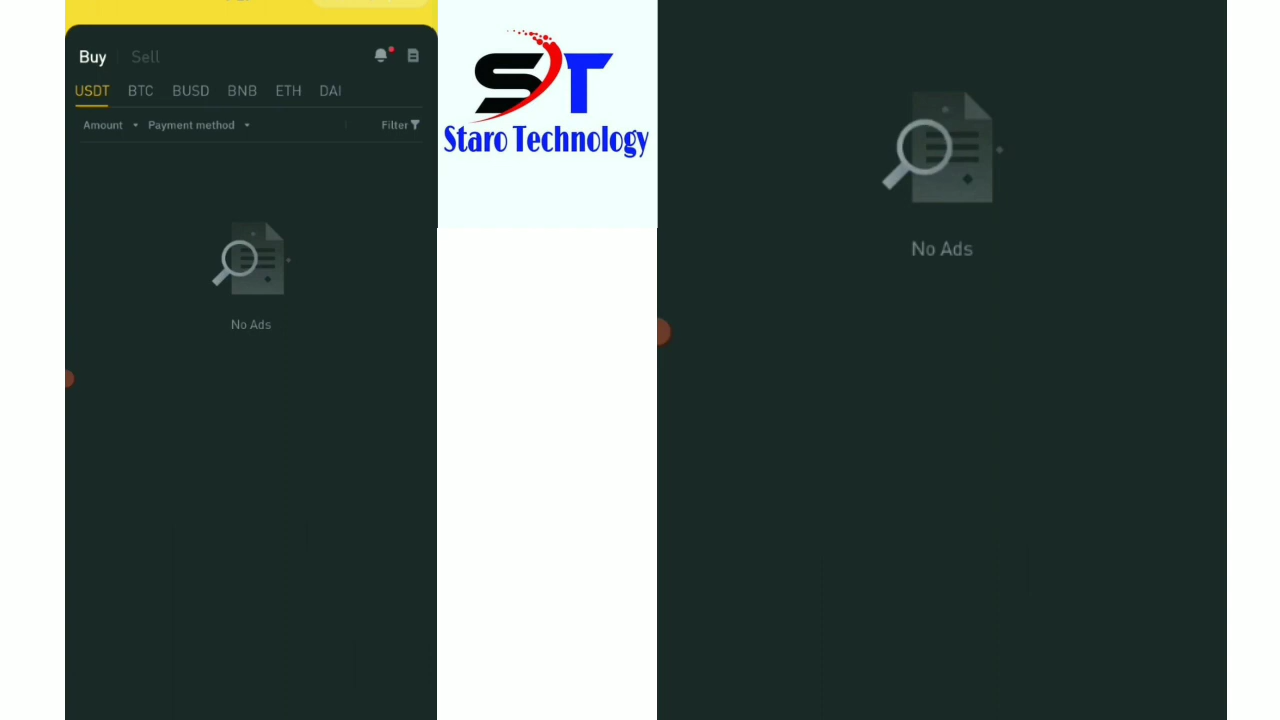 Buy Sell
USDT BTC BUSD BNB ETH DAI
Amount Payment method Filter
No Ads
ST
Staro Technology
No Ads